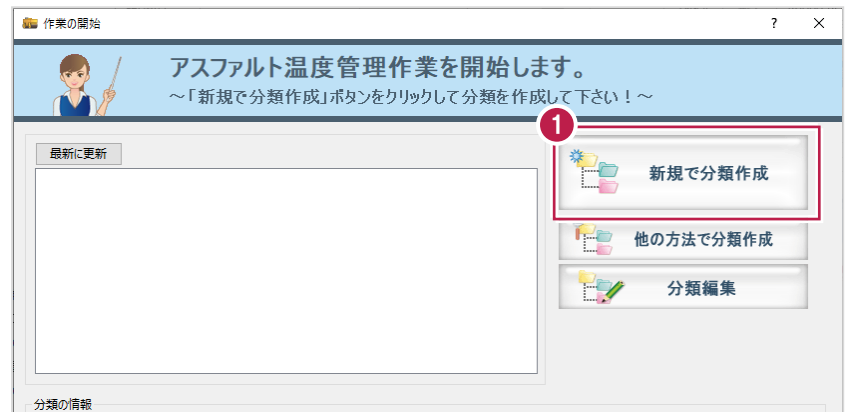 作業の開始
アスファルト温度管理作業を開始します。
～「新規で分類作成」ボタンをクリックして分類を作成して下さい！～
1
最新に更新
新規で分類作成
他の方法で分類作成
分類編集
分類の情報